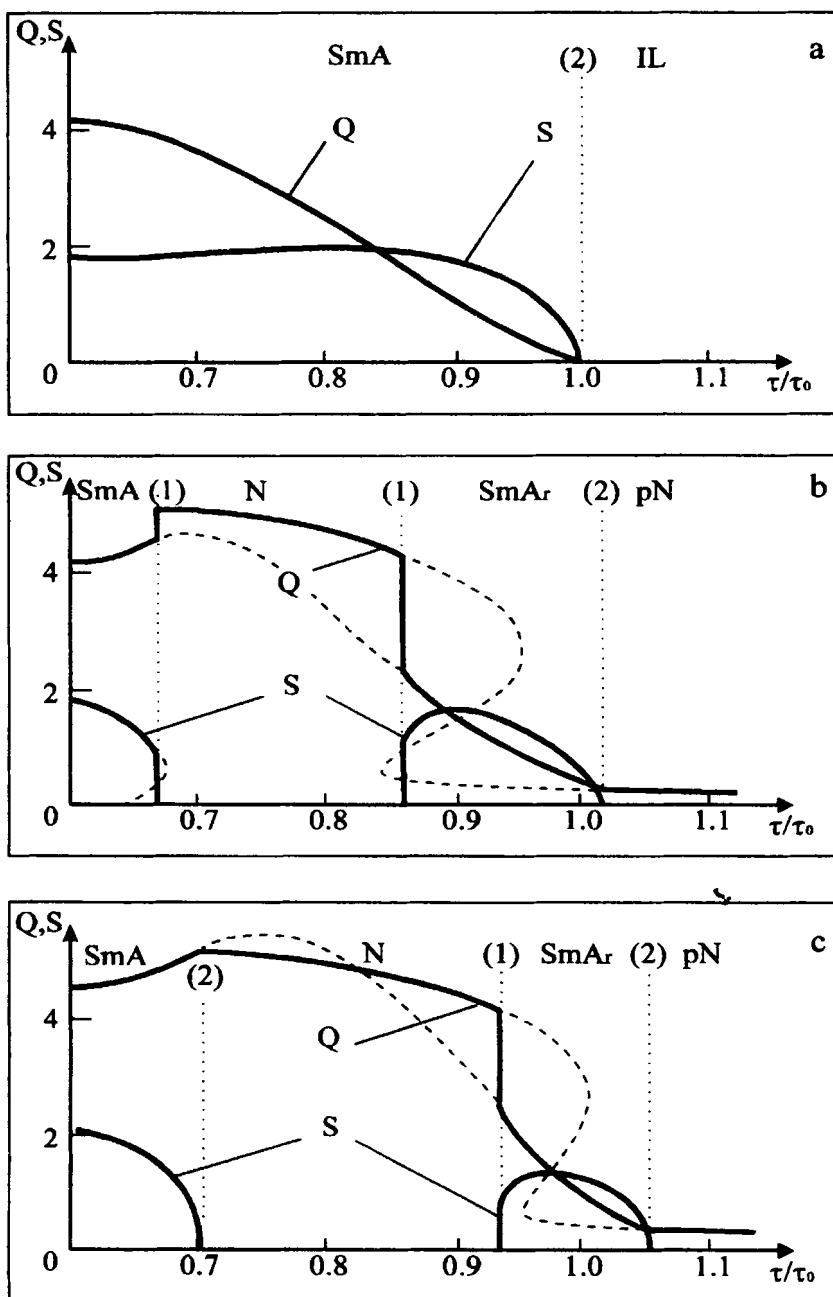 Q,S SmA (2) IL a
4 Q S
2
0 0.7 0.8 0.9 1.0 1.1
τ/τ₀
Q,S
SmA (1) N (1) SmAr (2) pN b
4
Q
2 S
0 0.7 0.8 0.9 1.0 1.1
τ/τ₀
Q,S
SmA (2) N (1) SmAr (2) pN c
4
Q
2
S
0 0.7 0.8 0.9 1.0 1.1
τ/τ₀